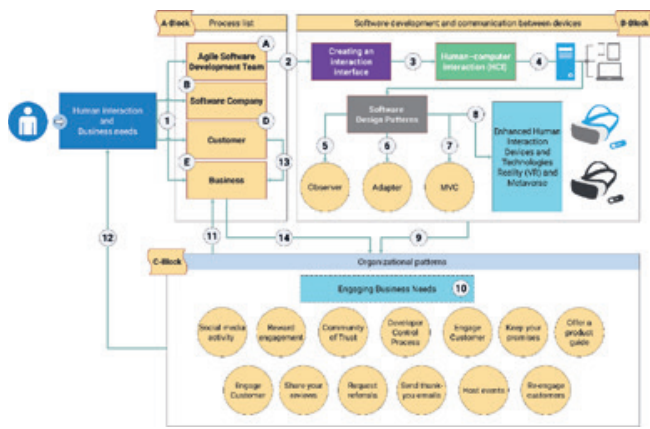 A-Block
Process list
Software development and communication between devices
B-Block
A
Agile Software
Development Team
2
Creating an
interaction
interface
3
Human-computer
Interaction (HCI)
4
B
Software Company
Human interaction
and
Business needs
1
D
Customer
Software
Design Patterns
8
Enhanced Human
Interaction
Devices and
Technologies
Reality (VR) and
Metaverse
E
Business
13
5
6
7
Observer
Adapter
MVC
12
11
14
9
C-Block
Organizational patterns
Engaging Business Needs
10
Social media
activity
Reward
engagement
Community
of Trust
Developer
Control
Process
Engage
Customer
Keep your
promises
Offer a
product
guide
Engage
Customer
Share your
reviews
Request
referrals
Send thank-
you emails
Host events
Re-engage
customers